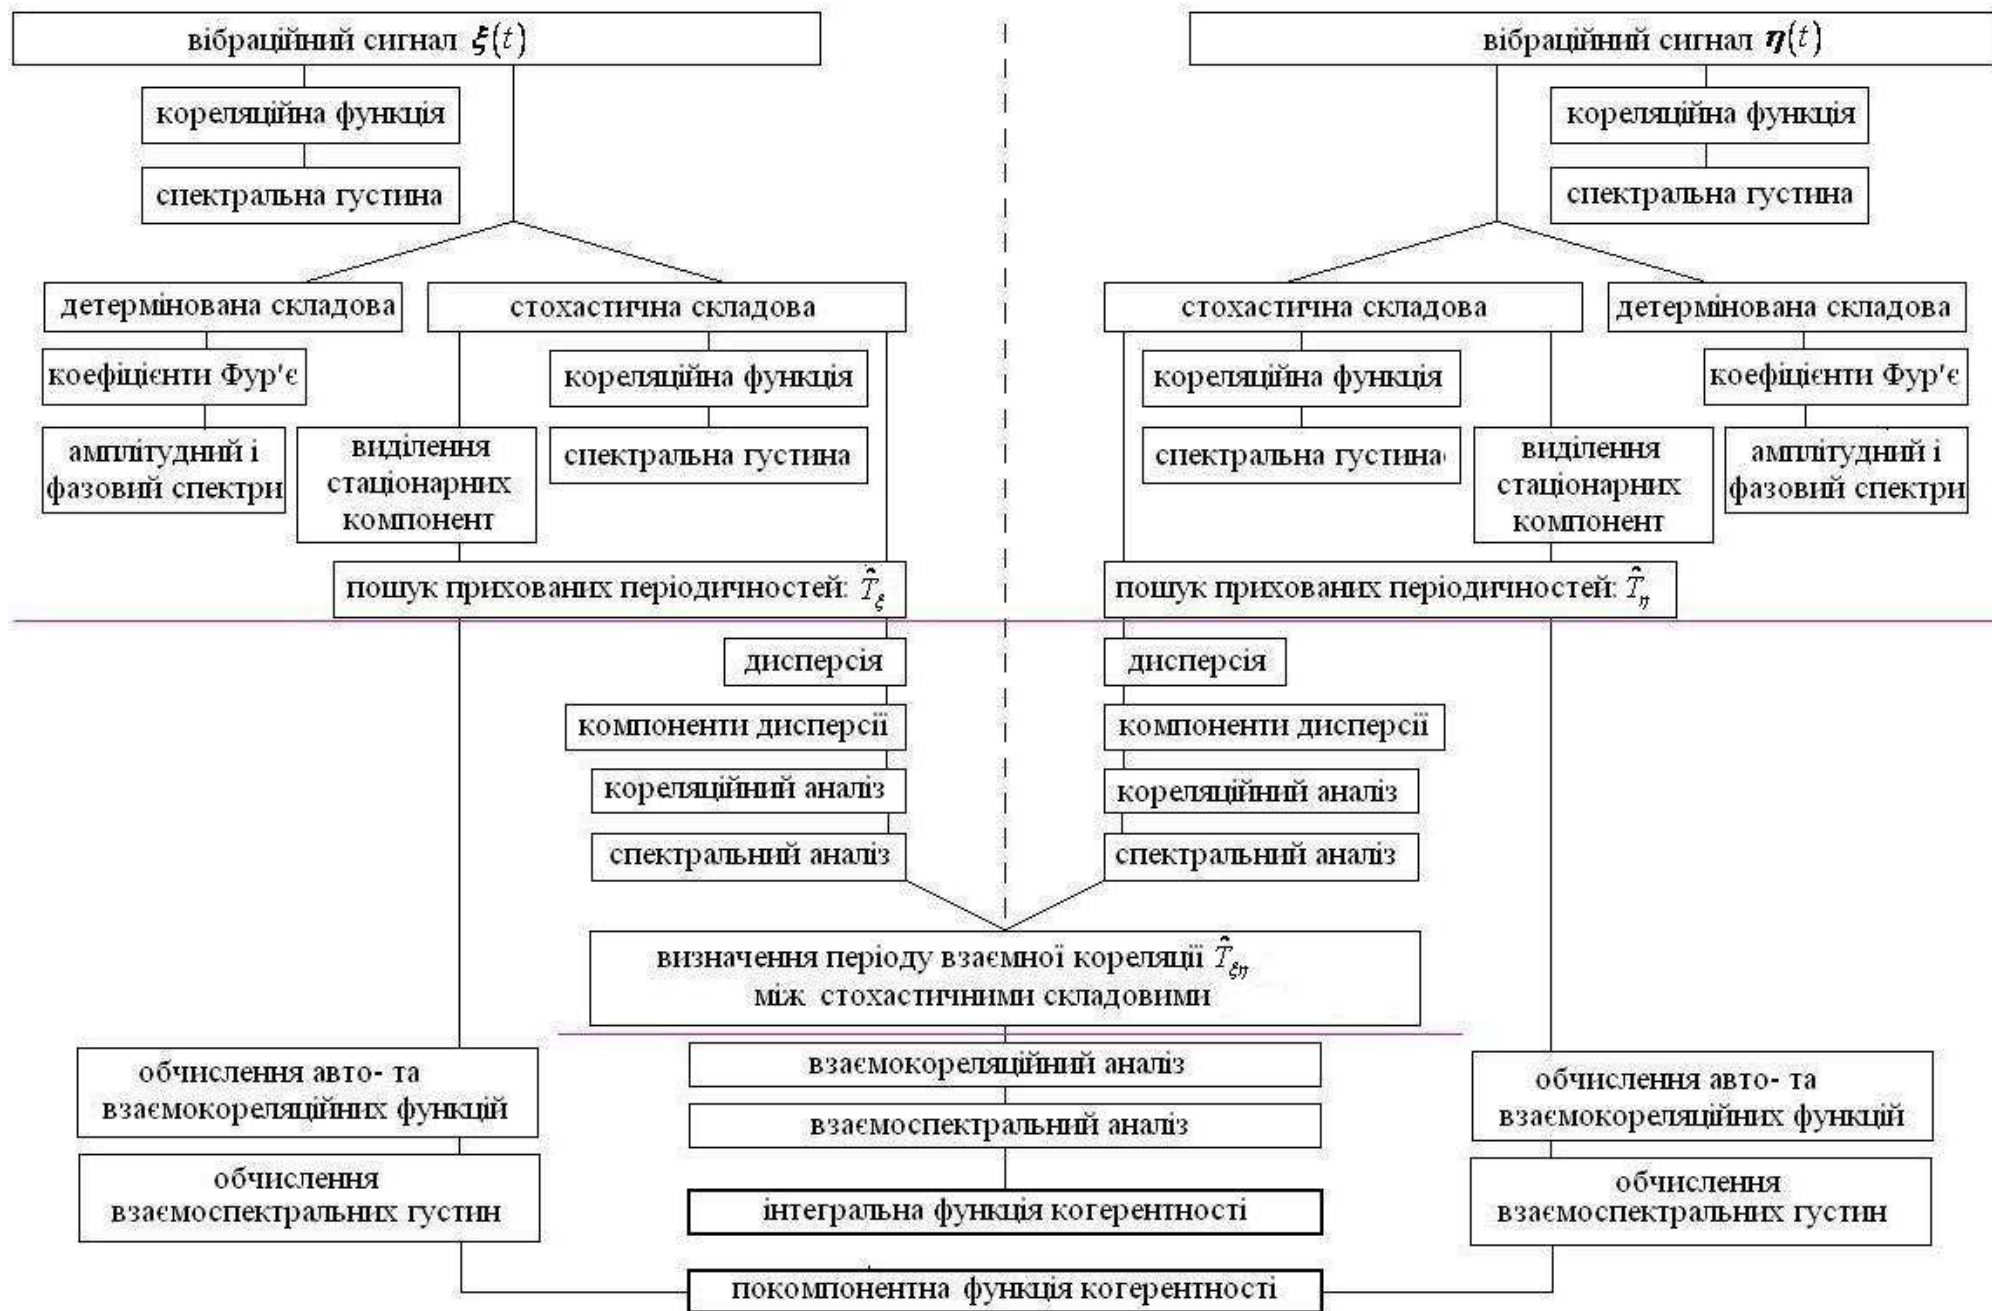 вібраційний сигнал ξ(t)
кореляційна функція
спектральна густина
детермінована складова
стохастична складова
коефіцієнти Фур'є
амплітудний і
фазовий спектри
виділення
стаціонарних
компонент
кореляційна функція
спектральна густина
пошук прихованих періодичностей: T̂ξ
вібраційний сигнал η(t)
кореляційна функція
спектральна густина
стохастична складова
детермінована складова
кореляційна функція
спектральна густина
виділення
стаціонарних
компонент
коефіцієнти Фур'є
амплітудний і
фазовий спектри
пошук прихованих періодичностей: T̂η
дисперсія
компоненти дисперсії
кореляційний аналіз
спектральний аналіз
дисперсія
компоненти дисперсії
кореляційний аналіз
спектральний аналіз
визначення періоду взаємної кореляції T̂ξη
між стохастичними складовими
обчислення авто- та
взаємокореляційних функцій
обчислення
взаємоспектральних густин
взаємокореляційний аналіз
взаємоспектральний аналіз
інтегральна функція когерентності
покомпонентна функція когерентності
обчислення авто- та
взаємокореляційних функцій
обчислення
взаємоспектральних густин